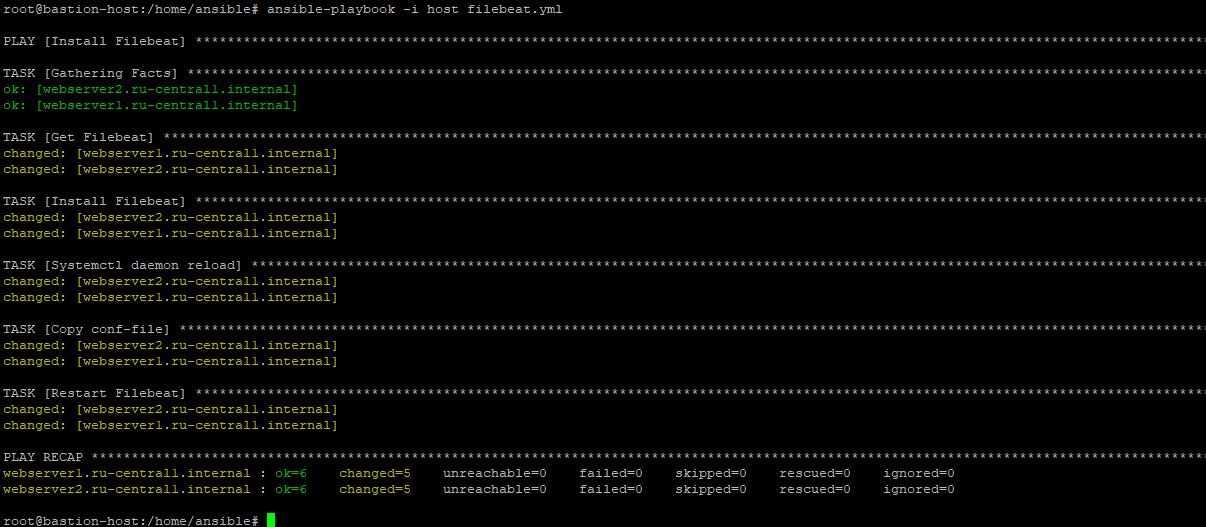 root@bastion-host:/home/ansible# ansible-playbook -i host filebeat.yml
PLAY [Install Filebeat] *******************************************************************************************************************************
TASK [Gathering Facts] ********************************************************************************************************************************
ok: [webserver2.ru-central1.internal]
ok: [webserver1.ru-central1.internal]
TASK [Get Filebeat] ***********************************************************************************************************************************
changed: [webserver1.ru-central1.internal]
changed: [webserver2.ru-central1.internal]
TASK [Install Filebeat] *******************************************************************************************************************************
changed: [webserver2.ru-central1.internal]
changed: [webserver1.ru-central1.internal]
TASK [Systemctl daemon reload] ************************************************************************************************************************
changed: [webserver2.ru-central1.internal]
changed: [webserver1.ru-central1.internal]
TASK [Copy conf-file] *********************************************************************************************************************************
changed: [webserver2.ru-central1.internal]
changed: [webserver1.ru-central1.internal]
TASK [Restart Filebeat] *******************************************************************************************************************************
changed: [webserver2.ru-central1.internal]
changed: [webserver1.ru-central1.internal]
PLAY RECAP ********************************************************************************************************************************************
webserver1.ru-central1.internal : ok=6    changed=5    unreachable=0    failed=0    skipped=0    rescued=0    ignored=0
webserver2.ru-central1.internal : ok=6    changed=5    unreachable=0    failed=0    skipped=0    rescued=0    ignored=0
root@bastion-host:/home/ansible#